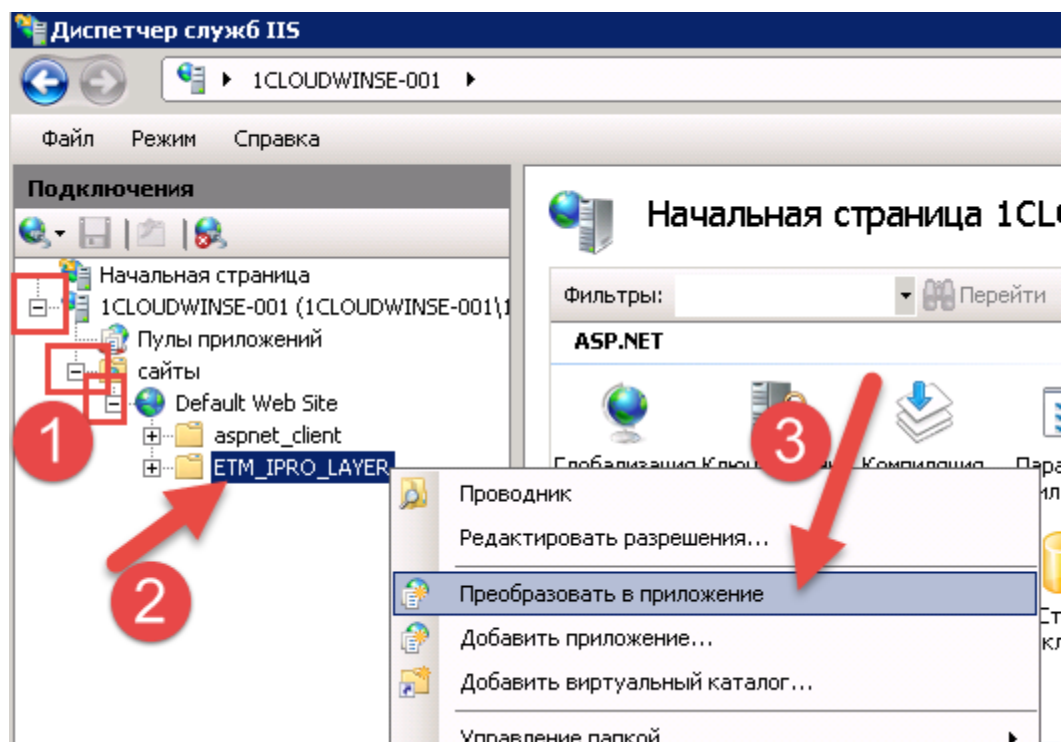 Диспетчер служб IIS
1CLOUDWINSE-001
Файл Режим Справка
Подключения
Начальная страница
1CLOUDWINSE-001 (1CLOUDWINSE-001\1
Пулы приложений
сайты
Default Web Site
aspnet_client
ETM_IPRO_LAYER
1
2
Начальная страница 1CL
Фильтры: Перейти
ASP.NET
3
Глобализация Компиляция
Проводник
Редактировать разрешения...
Преобразовать в приложение
Добавить приложение...
Добавить виртуальный каталог...
Управление папкой